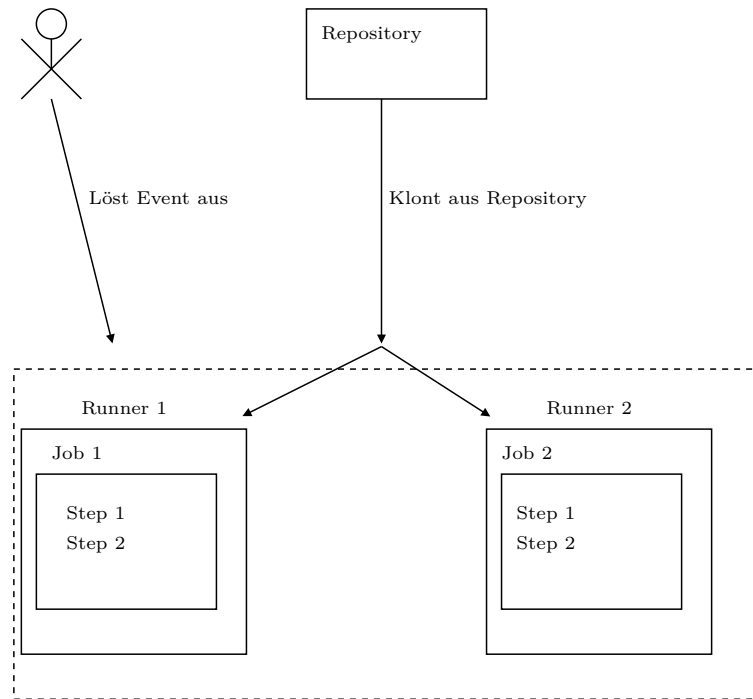 Repository
Löst Event aus
Klont aus Repository
Runner 1
Runner 2
Job 1
Job 2
Step 1
Step 2
Step 1
Step 2